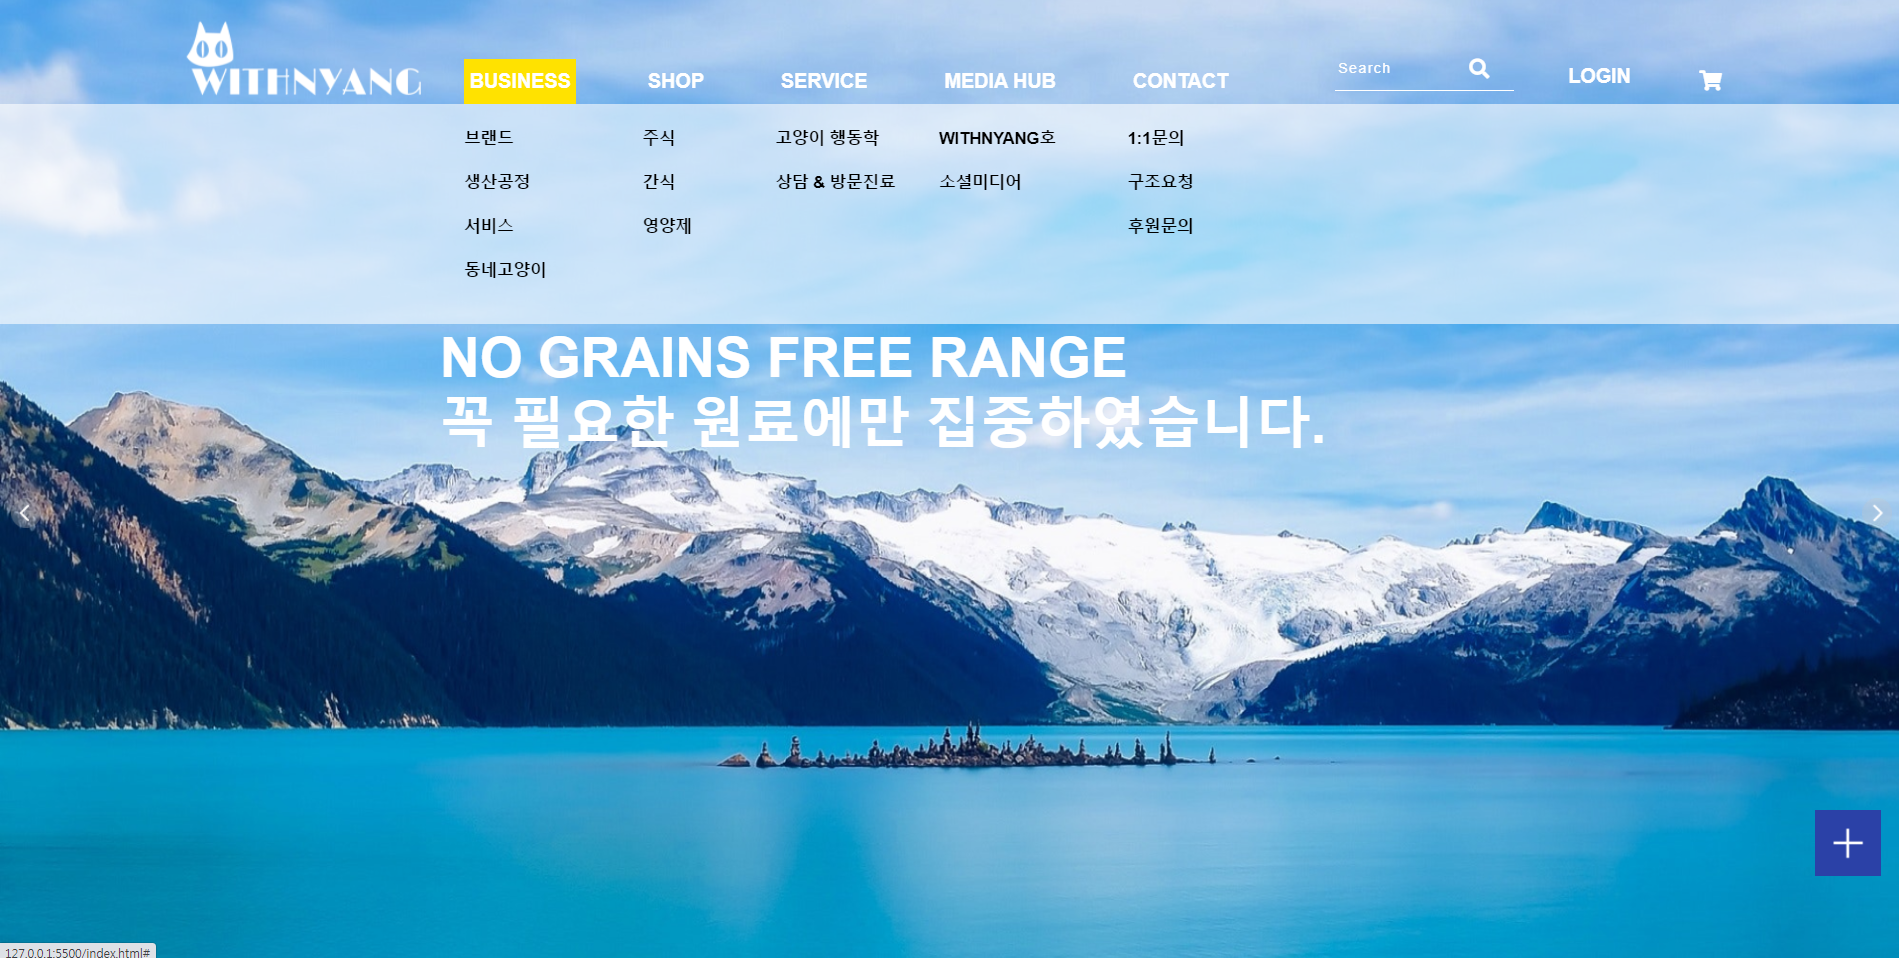 WITHNYANG
BUSINESS
SHOP
SERVICE
MEDIA HUB
CONTACT
Search
LOGIN
브랜드
생산공정
서비스
동네고양이
주식
간식
영양제
고양이 행동학
상담 & 방문진료
WITHNYANG호
소셜미디어
1:1문의
구조요청
후원문의
NO GRAINS FREE RANGE
꼭 필요한 원료에만 집중하였습니다.
127.0.0.1:5500/index.html#